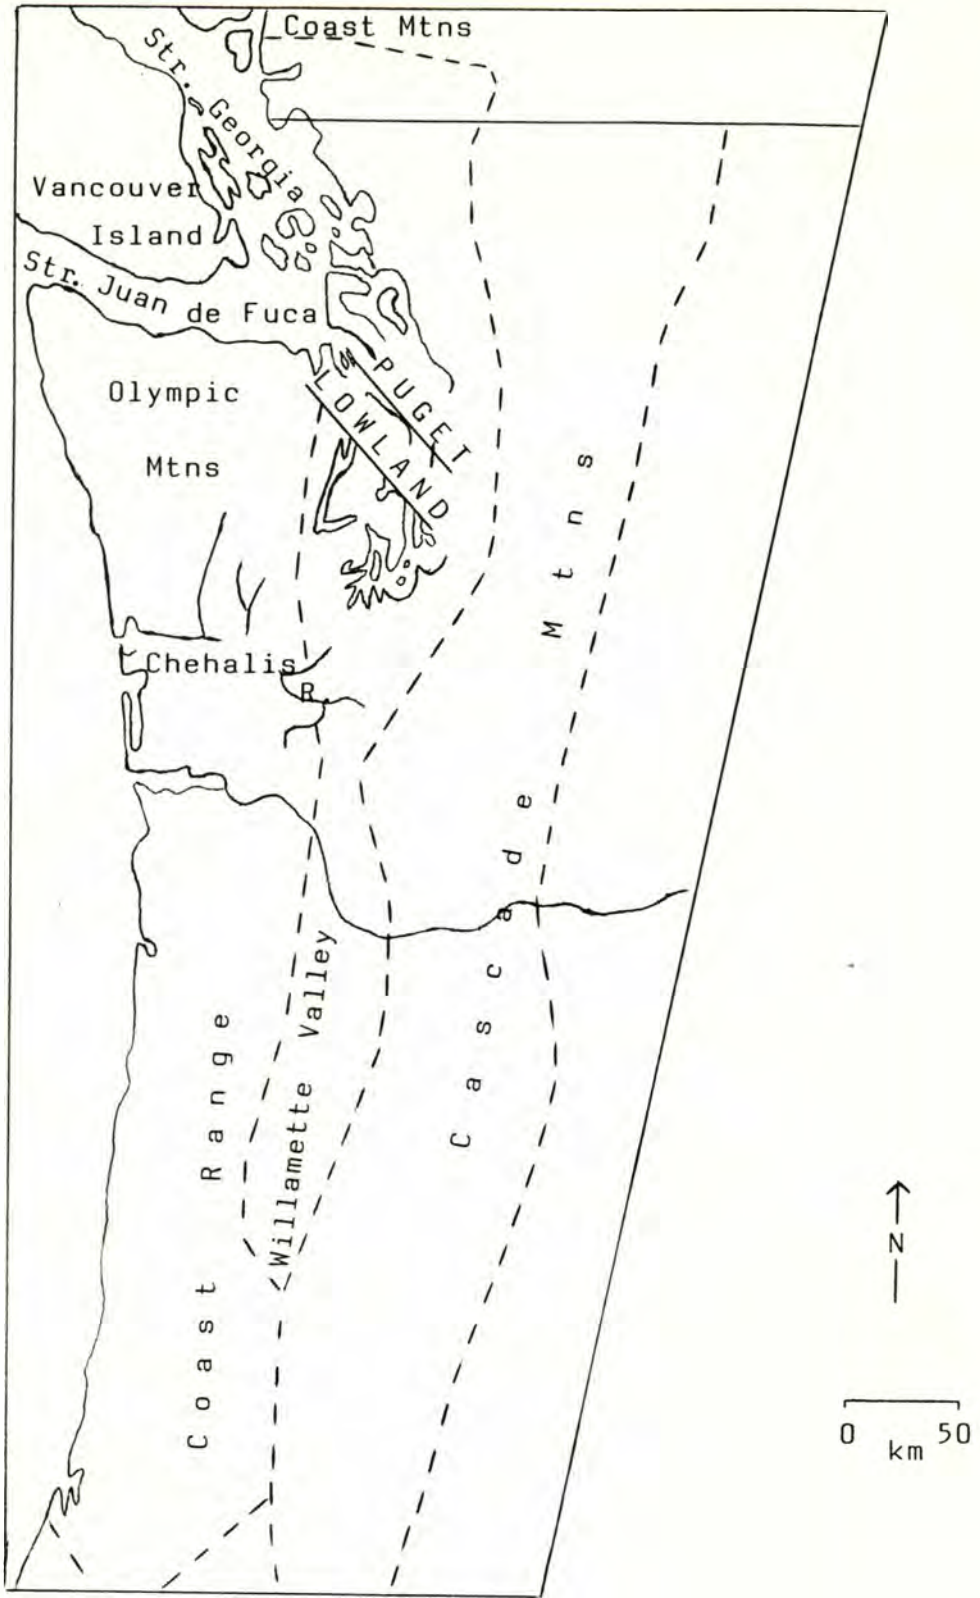 Coast Mtns
Str. Georgia
Vancouver
Island
Str. Juan de Fuca
Olympic
Mtns
PUGET
LOWLAND
Chehalis
R.
Cascade Mtns
Willamette Valley
Coast Range
N
0 50
km